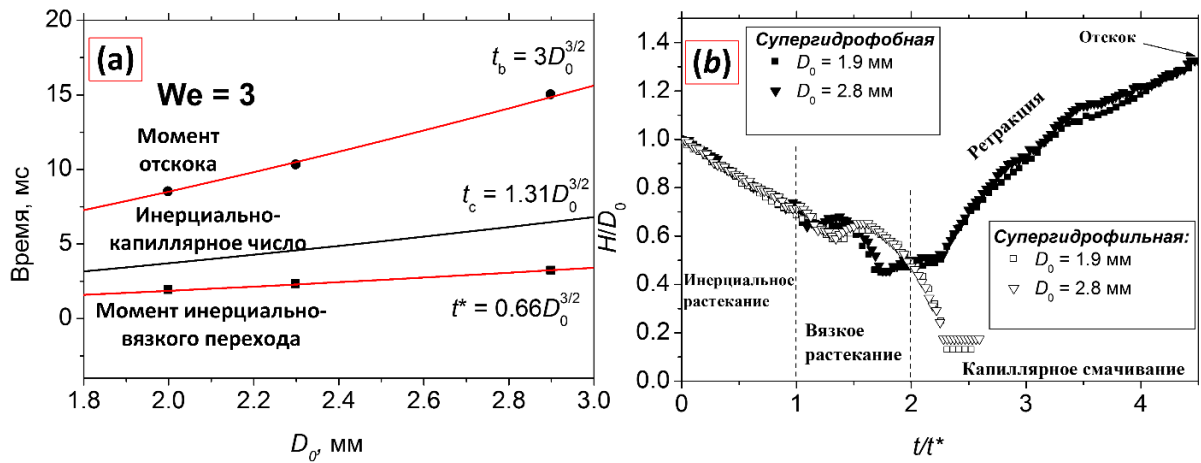 (a)
We = 3
t_b = 3D_0^{3/2}
Момент
отскока
t_c = 1.31D_0^{3/2}
Инерциально-
капиллярное число
Момент инерциально-
вязкого перехода
t* = 0.66D_0^{3/2}
Время, мс
20
15
10
5
0
1.8 2.0 2.2 2.4 2.6 2.8 3.0
D_0, мм
(b)
Супергидрофобная
D_0 = 1.9 мм
D_0 = 2.8 мм
Отскок
Ретракция
Супергидрофильная:
D_0 = 1.9 мм
D_0 = 2.8 мм
Инерциальное
растекание
Вязкое
растекание
Капиллярное смачивание
H/D_0
1.4
1.2
1.0
0.8
0.6
0.4
0.2
0.0
0 1 2 3 4
t/t*